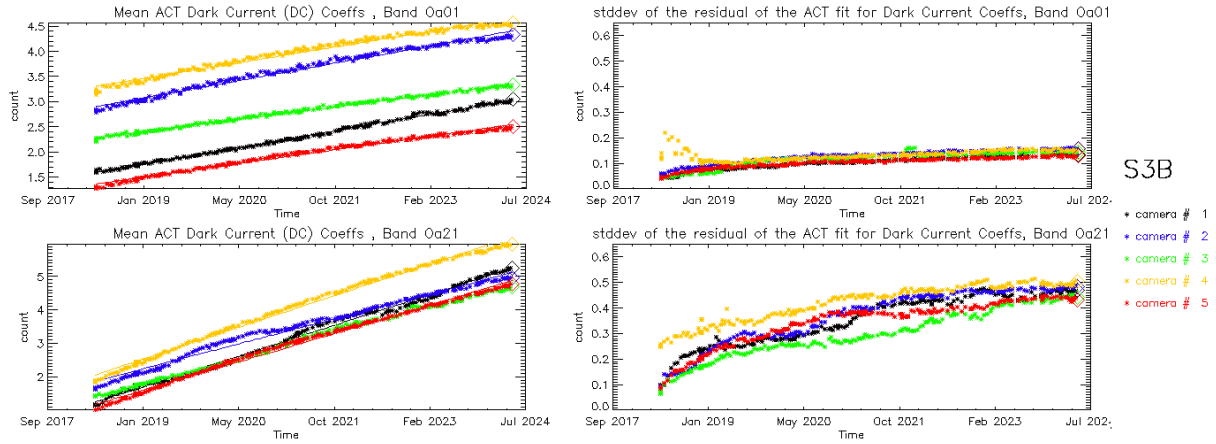 Mean ACT Dark Current (DC) Coeffs , Band Oa01
4.5
4.0
3.5
3.0
2.5
2.0
1.5
count
Sep 2017 Jan 2019 May 2020 Oct 2021 Feb 2023 Jul 2024
Time
stddev of the residual of the ACT fit for Dark Current Coeffs, Band Oa01
0.6
0.5
0.4
0.3
0.2
0.1
0.0
count
Sep 2017 Jan 2019 May 2020 Oct 2021 Feb 2023 Jul 202
Time
Mean ACT Dark Current (DC) Coeffs , Band Oa21
5
4
3
2
count
Sep 2017 Jan 2019 May 2020 Oct 2021 Feb 2023 Jul 2024
Time
stddev of the residual of the ACT fit for Dark Current Coeffs, Band Oa21
0.6
0.5
0.4
0.3
0.2
0.1
0.0
count
Sep 2017 Jan 2019 May 2020 Oct 2021 Feb 2023 Jul 202
Time
S3B
camera # 1
camera # 2
camera # 3
camera # 4
camera # 5